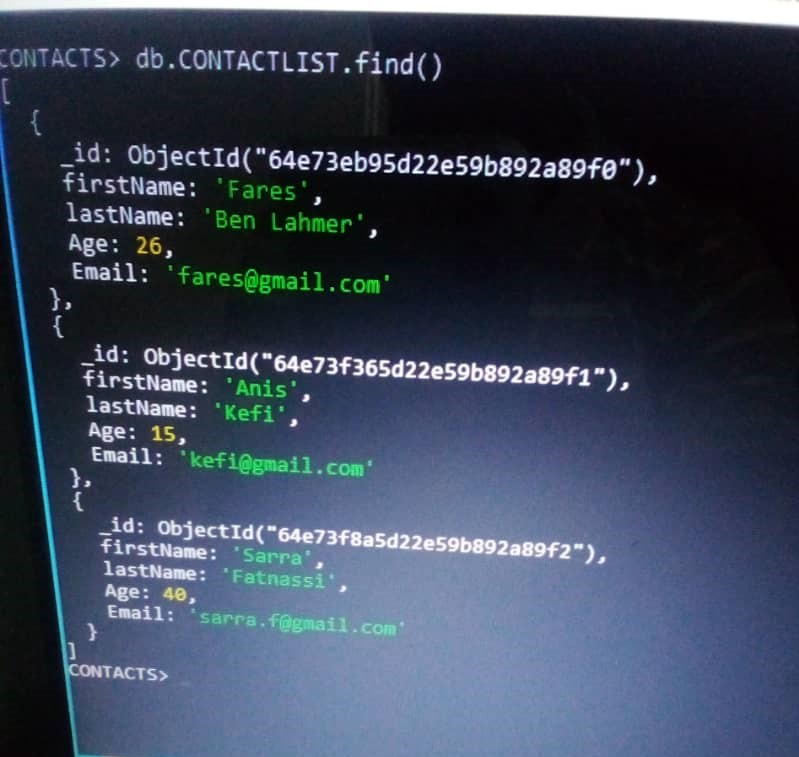 CONTACTS> db.CONTACTLIST.find()
[
{
_id: ObjectId("64e73eb95d22e59b892a89f0"),
firstName: 'Fares',
lastName: 'Ben Lahmer',
Age: 26,
Email: 'fares@gmail.com'
},
{
_id: ObjectId("64e73f365d22e59b892a89f1"),
firstName: 'Anis',
lastName: 'Kefi',
Age: 15,
Email: 'kefi@gmail.com'
},
{
_id: ObjectId("64e73f8a5d22e59b892a89f2"),
firstName: 'Sarra',
lastName: 'Fatnassi',
Age: 40,
Email: 'sarra.f@gmail.com'
}
]
CONTACTS>